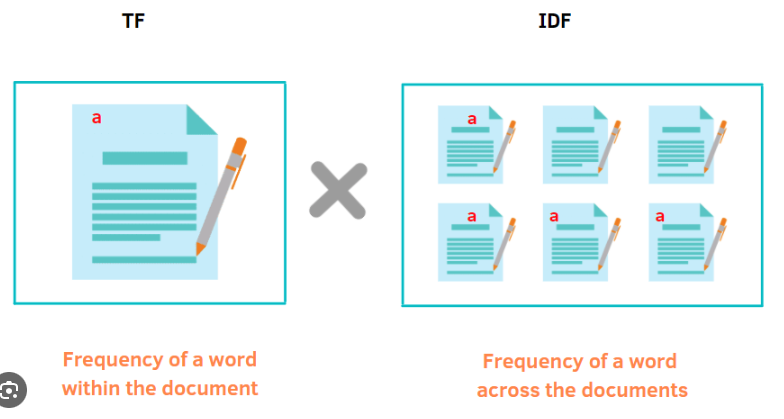 TF
IDF
a
a
a
a
a
Frequency of a word
within the document
Frequency of a word
across the documents